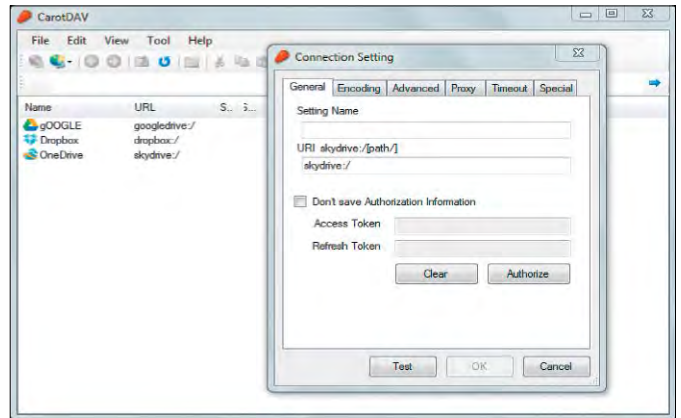 CarotDAV
File Edit View Tool Help
Name URL S.. S...
gOOGLE googledrive:/
Dropbox dropbox:/
OneDrive skydrive:/
Connection Setting
General Encoding Advanced Proxy Timeout Special
Setting Name
URI skydrive:/[path/]
skydrive:/
Don't save Authorization Information
Access Token
Refresh Token
Clear Authorize
Test OK Cancel